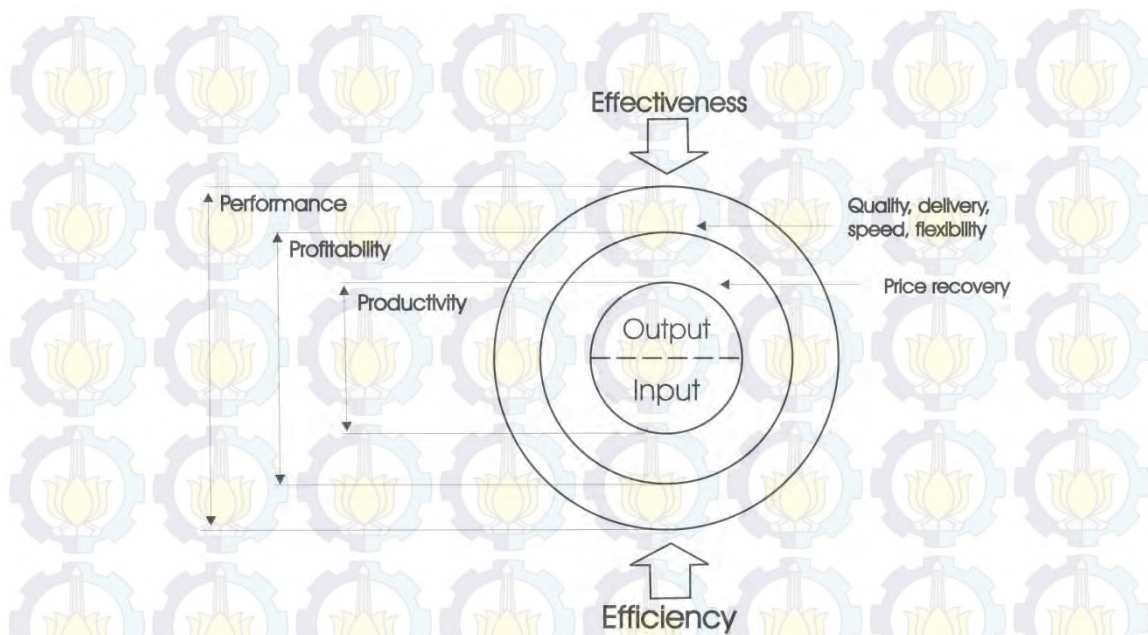 Effectiveness
Performance
Quality, delivery,
speed, flexibility
Profitability
Price recovery
Productivity
Output
Input
Efficiency